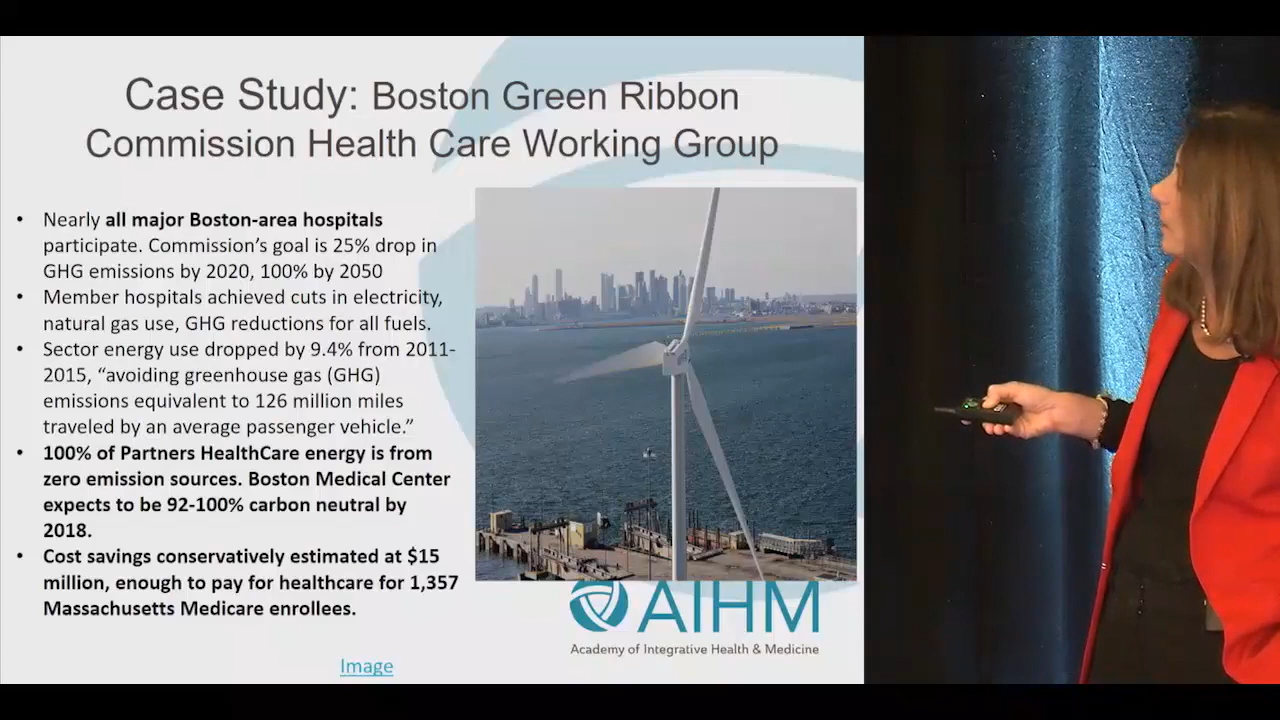 Case Study: Boston Green Ribbon
Commission Health Care Working Group
• Nearly all major Boston-area hospitals
participate. Commission’s goal is 25% drop in
GHG emissions by 2020, 100% by 2050
• Member hospitals achieved cuts in electricity,
natural gas use, GHG reductions for all fuels.
• Sector energy use dropped by 9.4% from 2011-
2015, “avoiding greenhouse gas (GHG)
emissions equivalent to 126 million miles
traveled by an average passenger vehicle.”
• 100% of Partners HealthCare energy is from
zero emission sources. Boston Medical Center
expects to be 92-100% carbon neutral by
2018.
• Cost savings conservatively estimated at $15
million, enough to pay for healthcare for 1,357
Massachusetts Medicare enrollees.
AIHM
Academy of Integrative Health & Medicine
Image